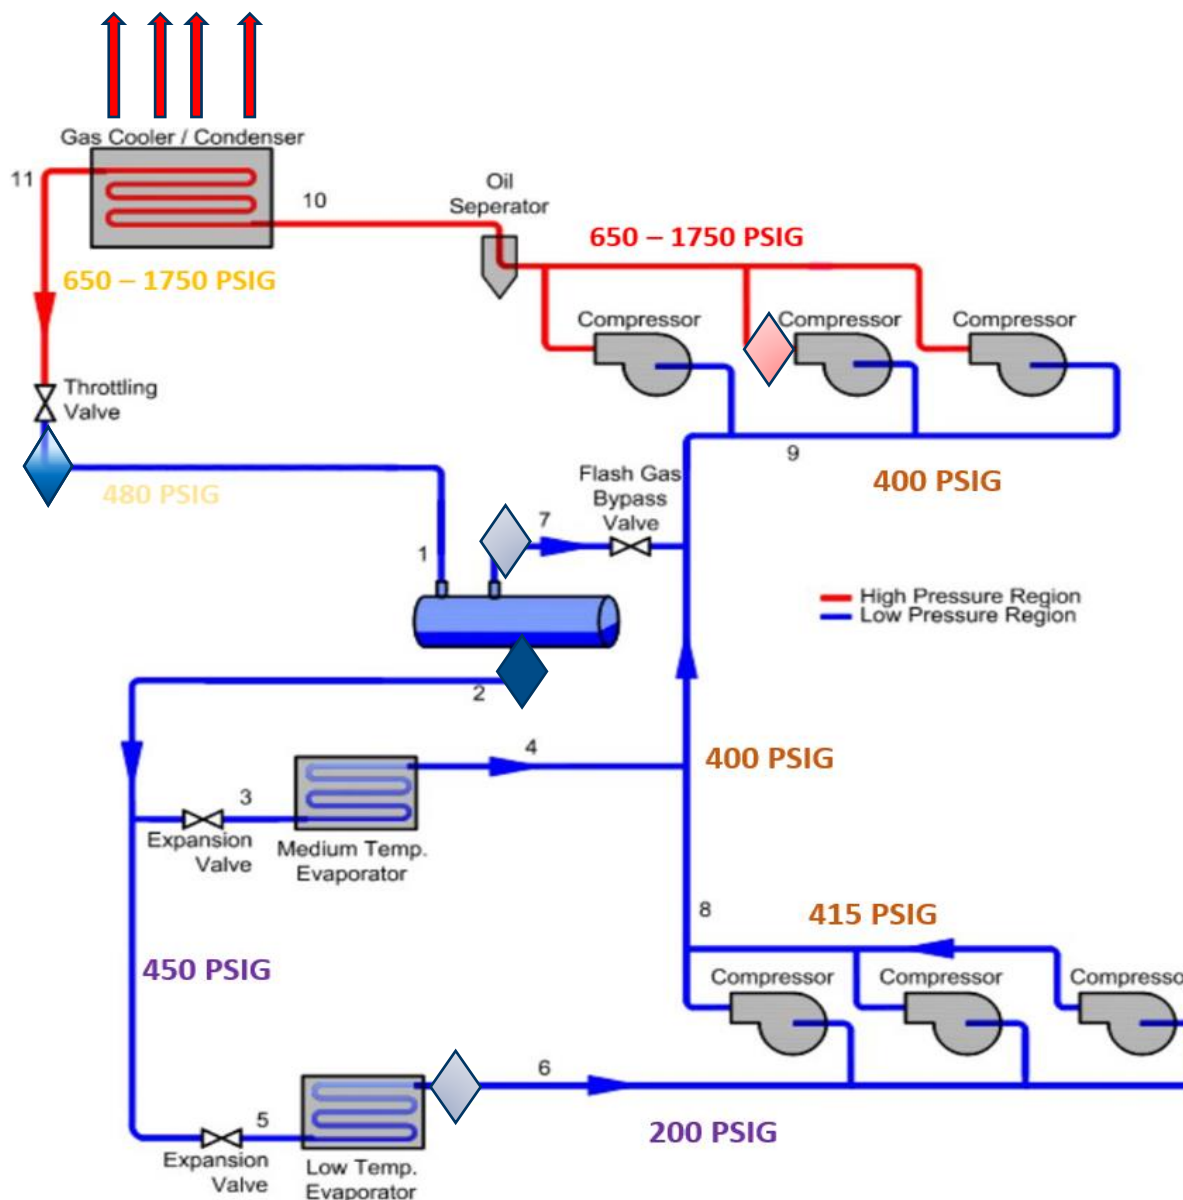 Gas Cooler / Condenser
11
10
Oil
Seperator
650 – 1750 PSIG
650 – 1750 PSIG
Compressor
Compressor
Compressor
Throttling
Valve
9
480 PSIG
Flash Gas
Bypass
Valve
400 PSIG
7
1
High Pressure Region
Low Pressure Region
2
4
400 PSIG
3
Expansion
Valve
Medium Temp.
Evaporator
8
415 PSIG
450 PSIG
Compressor
Compressor
Compresso
6
5
200 PSIG
Expansion
Valve
Low Temp.
Evaporator